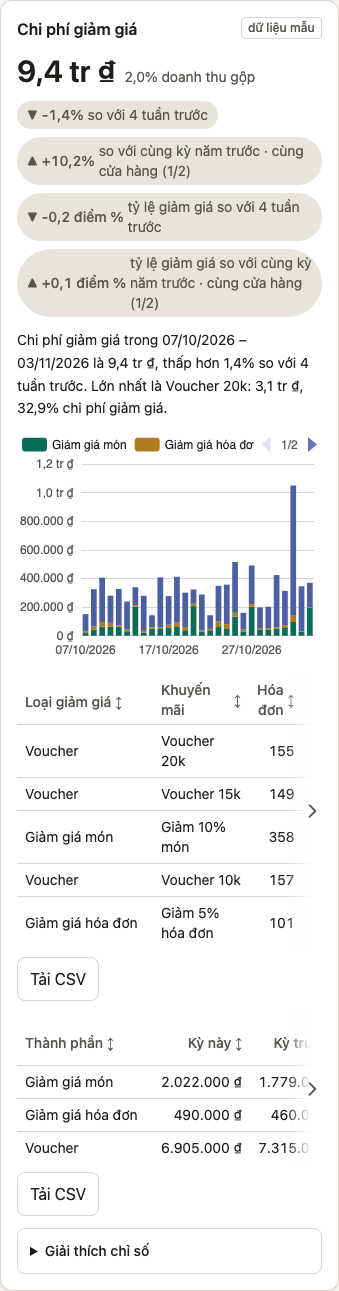 Chi phí giảm giá
dữ liệu mẫu
9,4 tr ₫ 2,0% doanh thu gộp
▼ -1,4% so với 4 tuần trước
▲ +10,2% so với cùng kỳ năm trước · cùng
cửa hàng (1/2)
▼ -0,2 điểm % tỷ lệ giảm giá so với 4 tuần
trước
tỷ lệ giảm giá so với cùng kỳ
▲ +0,1 điểm % năm trước · cùng cửa hàng
(1/2)
Chi phí giảm giá trong 07/10/2026 –
03/11/2026 là 9,4 tr ₫, thấp hơn 1,4% so với 4
tuần trước. Lớn nhất là Voucher 20k: 3,1 tr ₫,
32,9% chi phí giảm giá.
Giảm giá món Giảm giá hóa đơ 1/2
1,2 tr ₫
1,0 tr ₫
800.000 ₫
600.000 ₫
400.000 ₫
200.000 ₫
0 ₫
07/10/2026 17/10/2026 27/10/2026
Loại giảm giá ↕ Khuyến mãi ↕ Hóa đơn ↕
Voucher Voucher 20k 155
Voucher Voucher 15k 149
Giảm giá món Giảm 10% món 358
Voucher Voucher 10k 157
Giảm giá hóa đơn Giảm 5% hóa đơn 101
Tải CSV
Thành phần ↕ Kỳ này ↕ Kỳ
Giảm giá món 2.022.000 ₫ 1.779.0
Giảm giá hóa đơn 490.000 ₫ 460.0
Voucher 6.905.000 ₫ 7.315.0
Tải CSV
▶ Giải thích chỉ số